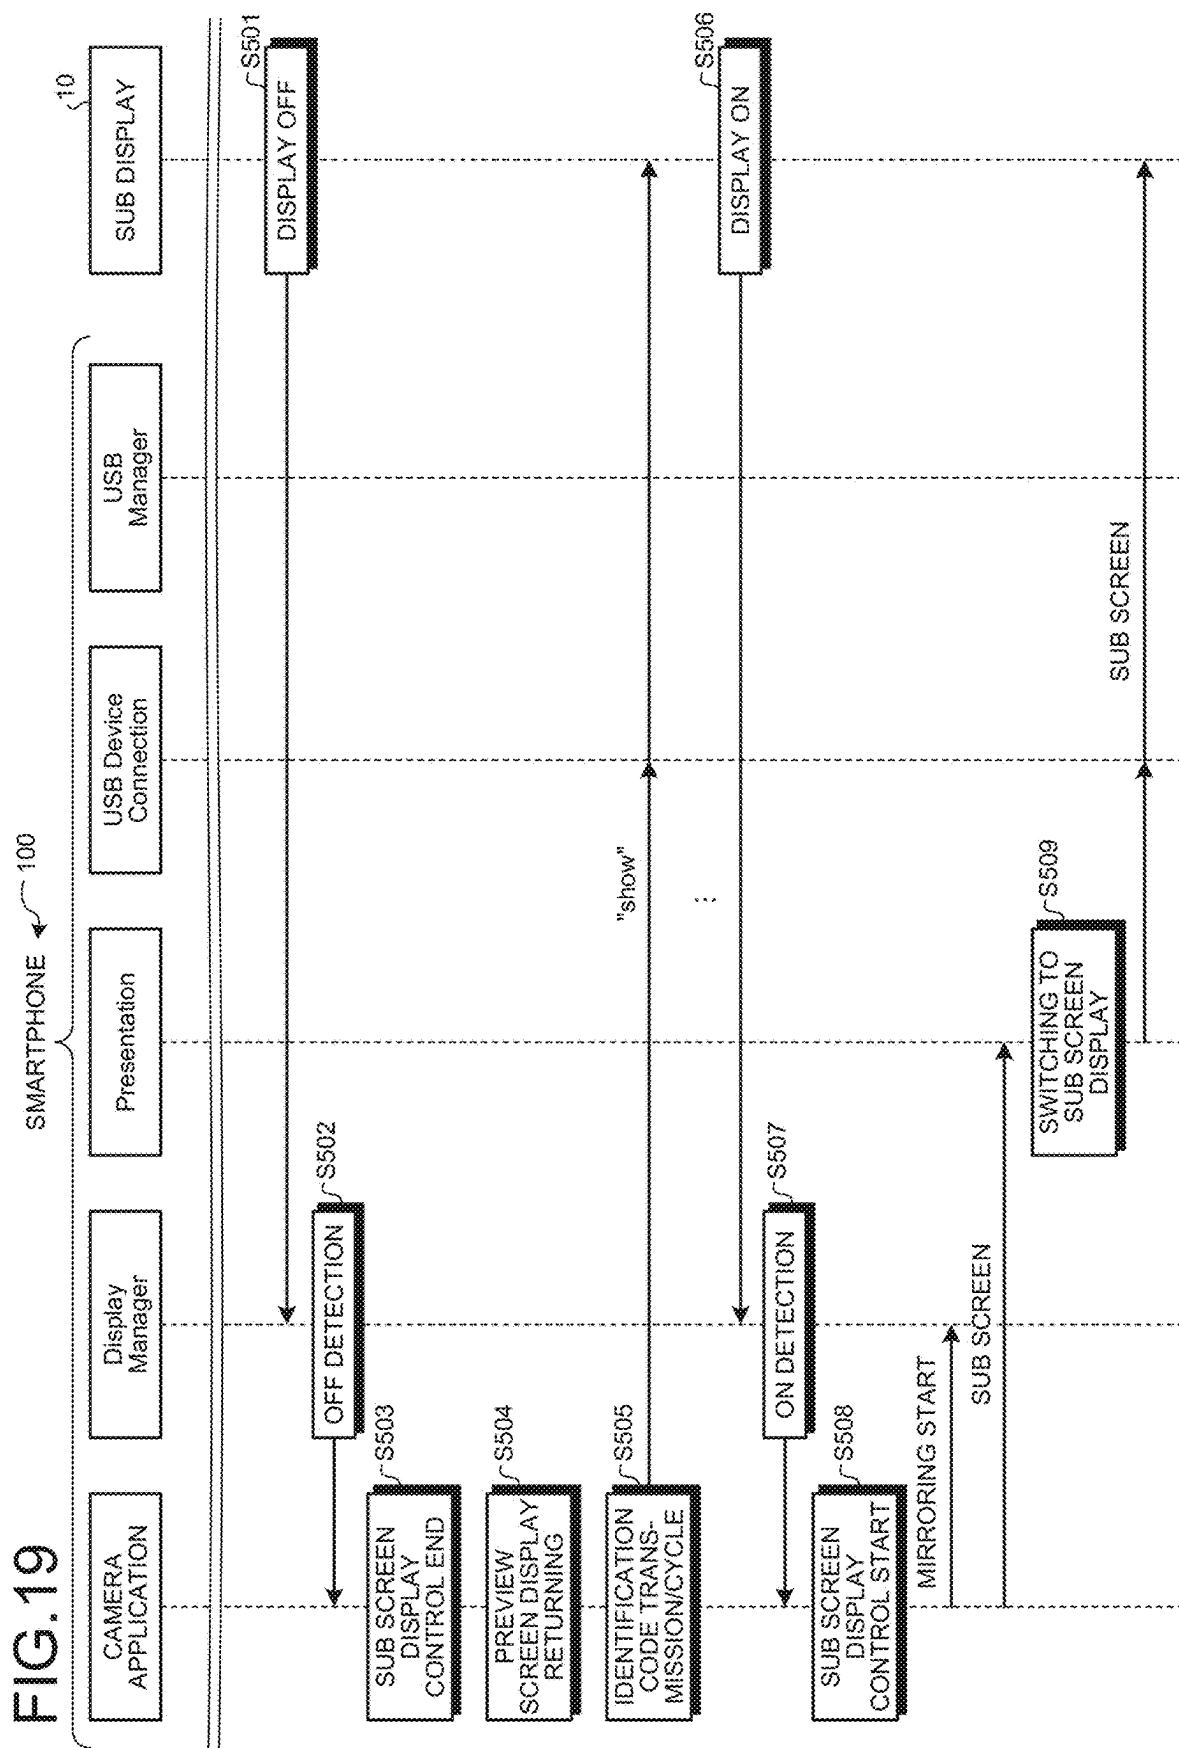 FIG.19
SMARTPHONE
100
10
CAMERA
APPLICATION
Display
Manager
Presentation
USB Device
Connection
USB
Manager
SUB DISPLAY
DISPLAY OFF
S501
OFF DETECTION
S502
SUB SCREEN
DISPLAY
CONTROL END
S503
PREVIEW
SCREEN DISPLAY
RETURNING
S504
IDENTIFICATION
CODE TRANS-
MISSION/CYCLE
S505
"show"
DISPLAY ON
S506
ON DETECTION
S507
SUB SCREEN
DISPLAY
CONTROL START
S508
MIRRORING START
SUB SCREEN
SWITCHING TO
SUB SCREEN
DISPLAY
S509
SUB SCREEN